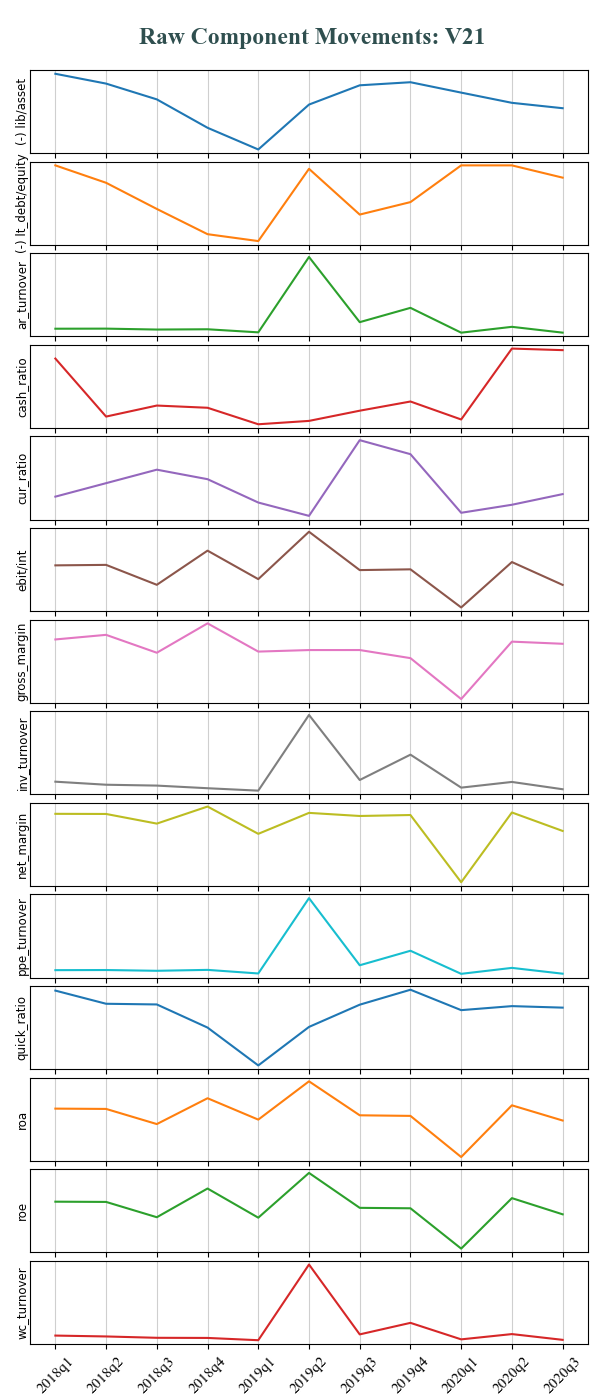 Raw Component Movements: V21
(-) lib/asset
(-) lt_debt/equity
ar_turnover
cash_ratio
cur_ratio
ebit/int
gross_margin
inv_turnover
net_margin
ppe_turnover
quick_ratio
roa
roe
wc_turnover
2018q1 2018q2 2018q3 2018q4 2019q1 2019q2 2019q3 2019q4 2020q1 2020q2 2020q3